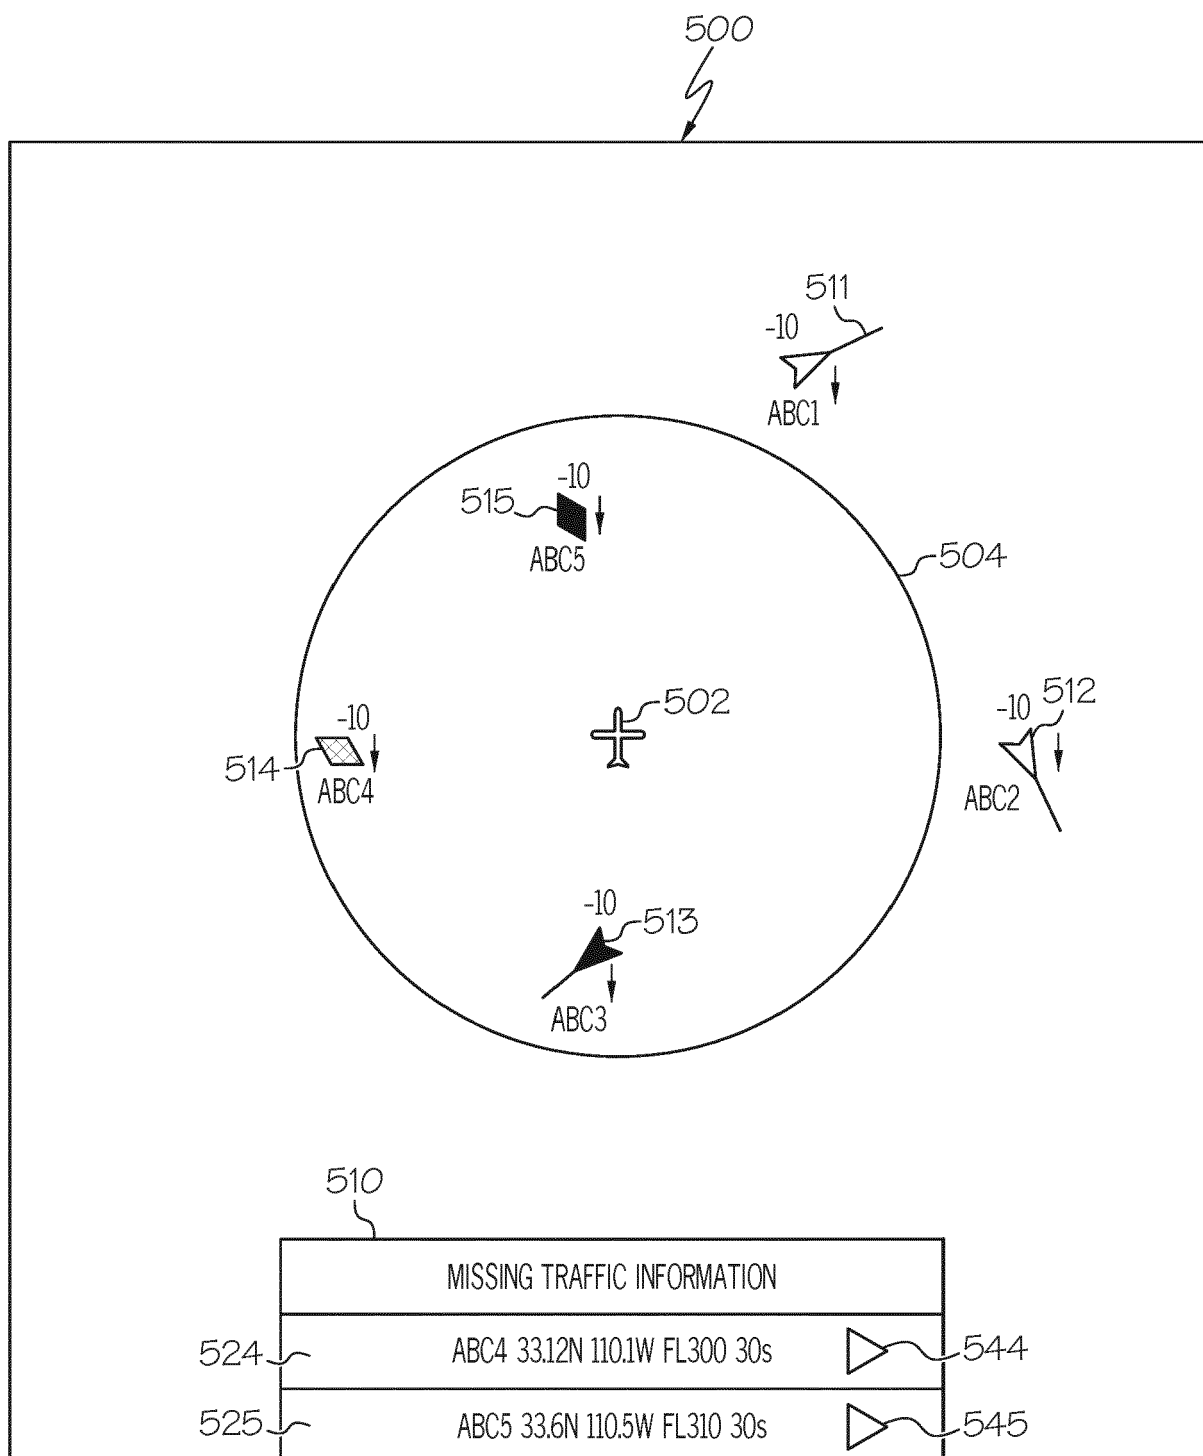 500
511
-10
ABC1
-10
515
ABC5
504
502
-10
512
-10
514
ABC4
ABC2
-10
513
ABC3
510
MISSING TRAFFIC INFORMATION
524
ABC4 33.12N 110.1W FL300 30s
544
525
ABC5 33.6N 110.5W FL310 30s
545